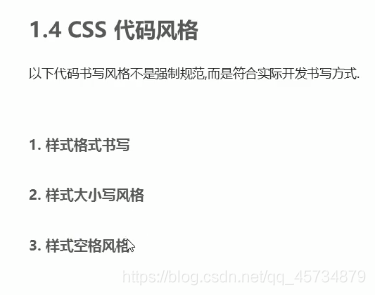 1.4 CSS 代码风格
以下代码书写风格不是强制规范,而是符合实际开发书写方式.
1. 样式格式书写
2. 样式大小写风格
3. 样式空格风格
https://blog.csdn.net/qq_45734879